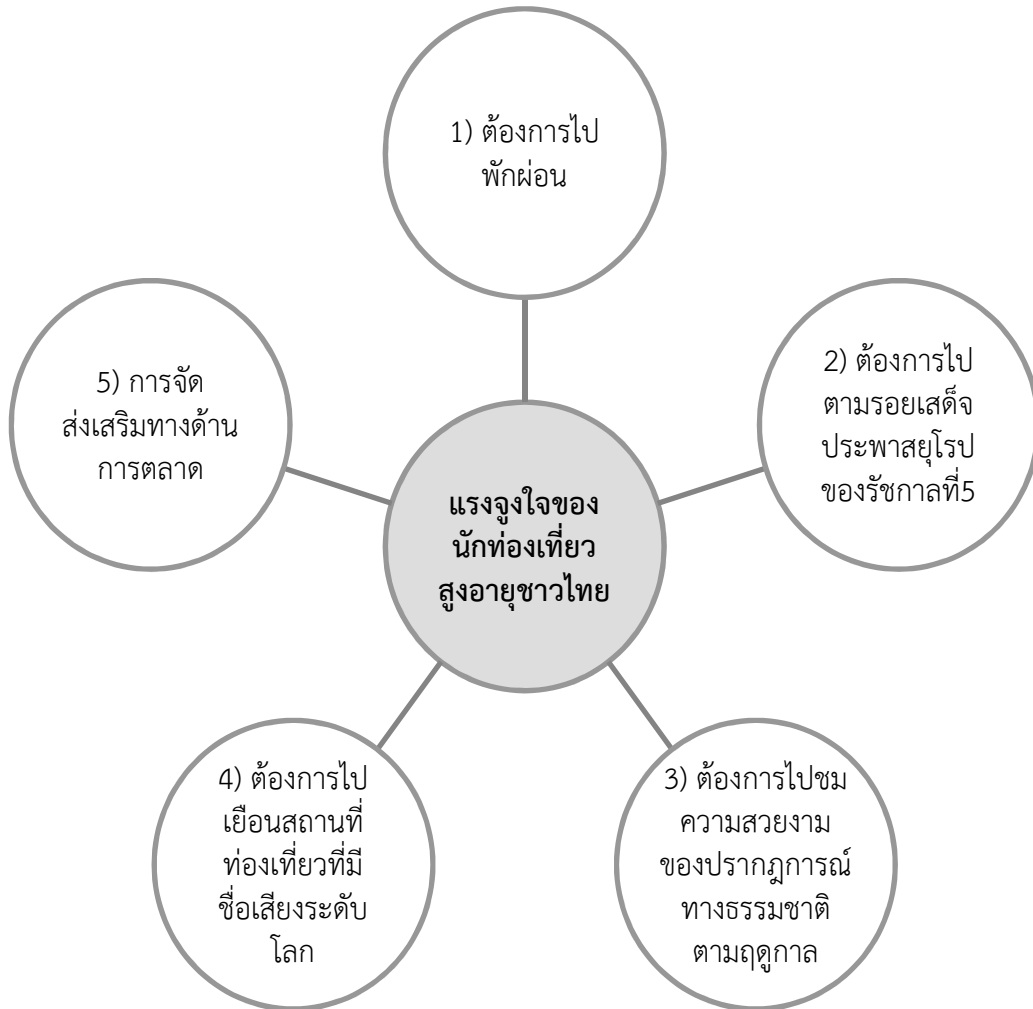 1) ต้องการไป
พักผ่อน
2) ต้องการไป
ตามรอยเสด็จ
ประพาสยุโรป
ของรัชกาลที่5
3) ต้องการไปชม
ความสวยงาม
ของปรากฏการณ์
ทางธรรมชาติ
ตามฤดูกาล
4) ต้องการไป
เยือนสถานที่
ท่องเที่ยวที่มี
ชื่อเสียงระดับ
โลก
5) การจัด
ส่งเสริมทางด้าน
การตลาด
แรงจูงใจของ
นักท่องเที่ยว
สูงอายุชาวไทย